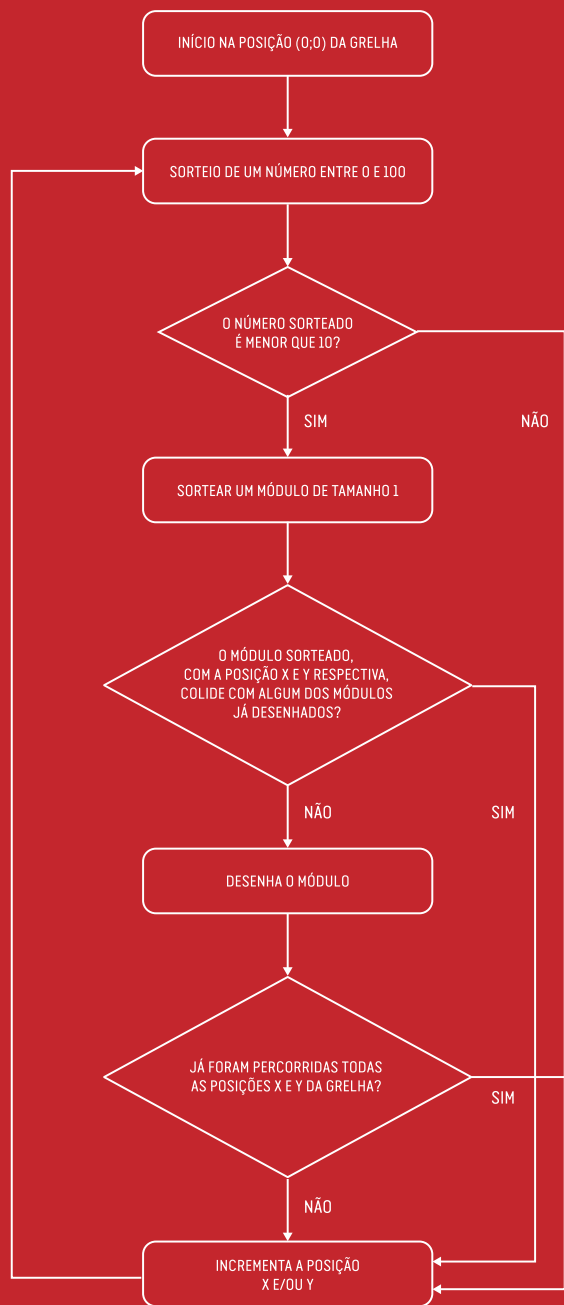 INÍCIO NA POSIÇÃO (0;0) DA GRELHA
SORTEIO DE UM NÚMERO ENTRE 0 E 100
O NÚMERO SORTEADO
É MENOR QUE 10?
SIM
NÃO
SORTEAR UM MÓDULO DE TAMANHO 1
O MÓDULO SORTEADO,
COM A POSIÇÃO X E Y RESPECTIVA,
COLIDE COM ALGUM DOS MÓDULOS
JÁ DESENHADOS?
NÃO
SIM
DESENHA O MÓDULO
JÁ FORAM PERCORRIDAS TODAS
AS POSIÇÕES X E Y DA GRELHA?
SIM
NÃO
INCREMENTA A POSIÇÃO
X E/OU Y